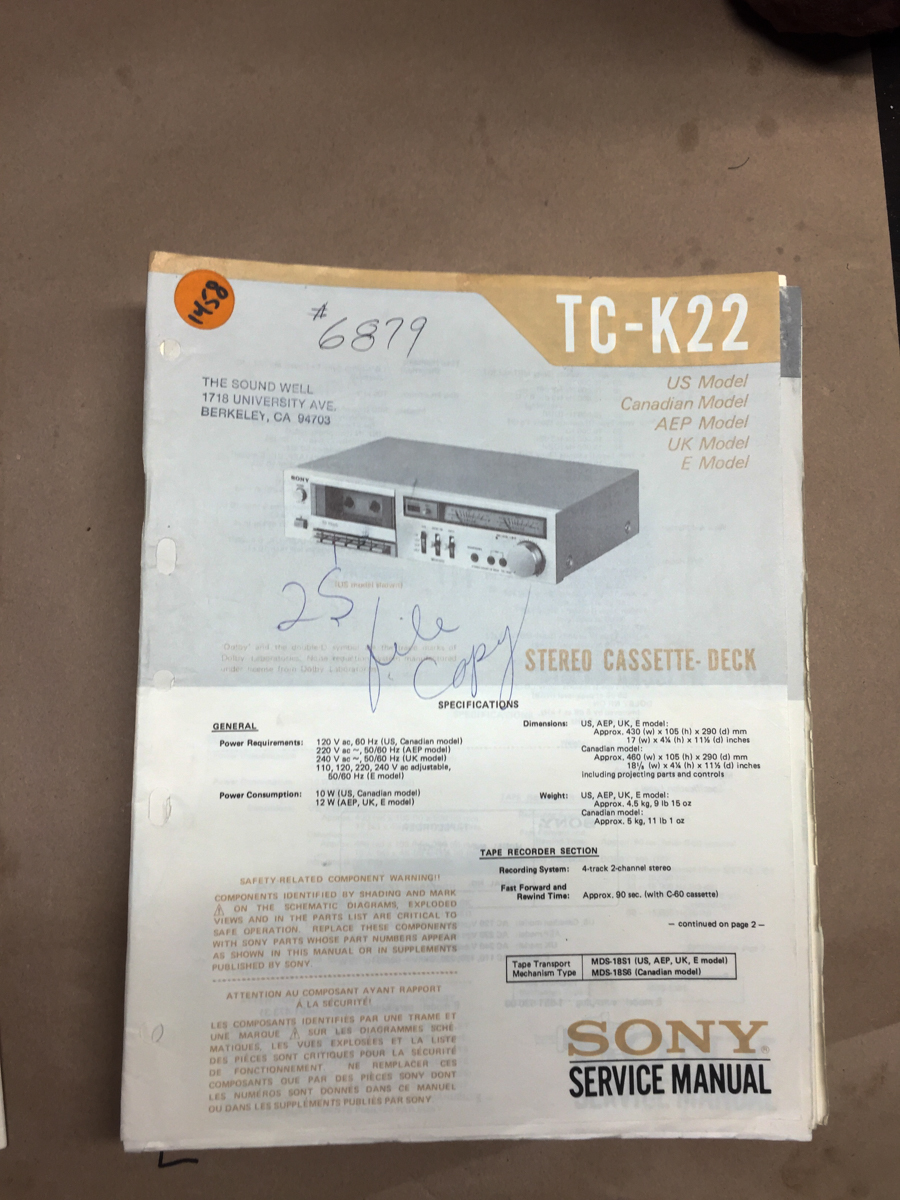 1458
# 6879
TC-K22
THE SOUND WELL
1718 UNIVERSITY AVE.
BERKELEY, CA 94703
US Model
Canadian Model
AEP Model
UK Model
E Model
SONY
25 file copy
STEREO CASSETTE-DECK
SPECIFICATIONS
GENERAL
Power Requirements: 120 V ac, 60 Hz (US, Canadian model)
220 V ac ~, 50/60 Hz (AEP model)
240 V ac ~, 50/60 Hz (UK model)
110, 120, 220, 240 V ac adjustable,
50/60 Hz (E model)
Power Consumption: 10 W (US, Canadian model)
12 W (AEP, UK, E model)
Dimensions: US, AEP, UK, E model:
Approx. 430 (w) x 105 (h) x 290 (d) mm
17 (w) x 4¼ (h) x 11½ (d) inches
Canadian model:
Approx. 460 (w) x 105 (h) x 290 (d) mm
18¼ (w) x 4¼ (h) x 11½ (d) inches
including projecting parts and controls
Weight: US, AEP, UK, E model:
Approx. 4.5 kg, 9 lb 15 oz
Canadian model:
Approx. 5 kg, 11 lb 1 oz
TAPE RECORDER SECTION
Recording System: 4-track 2-channel stereo
Fast Forward and
Rewind Time: Approx. 90 sec. (with C-60 cassette)
— continued on page 2 —
Tape Transport Mechanism Type
MDS-18S1 (US, AEP, UK, E model)
MDS-18S6 (Canadian model)
SAFETY-RELATED COMPONENT WARNING!!
COMPONENTS IDENTIFIED BY SHADING AND MARK
⚠ ON THE SCHEMATIC DIAGRAMS, EXPLODED
VIEWS AND IN THE PARTS LIST ARE CRITICAL TO
SAFE OPERATION. REPLACE THESE COMPONENTS
WITH SONY PARTS WHOSE PART NUMBERS APPEAR
AS SHOWN IN THIS MANUAL OR IN SUPPLEMENTS
PUBLISHED BY SONY.
ATTENTION AU COMPOSANT AYANT RAPPORT
À LA SÉCURITÉ!
LES COMPOSANTS IDENTIFIÉS PAR UNE TRAME ET
UNE MARQUE ⚠ SUR LES DIAGRAMMES SCHÉ
MATIQUES, LES VUES EXPLOSÉES ET LA LISTE
DES PIÈCES SONT CRITIQUES POUR LA SÉCURITÉ
DE FONCTIONNEMENT. NE REMPLACER CES
COMPOSANTS QUE PAR DES PIÈCES SONY DONT
LES NUMÉROS SONT DONNÉS DANS CE MANUEL
OU DANS LES SUPPLÉMENTS PUBLIÉS PAR SONY.
SONY®
SERVICE MANUAL